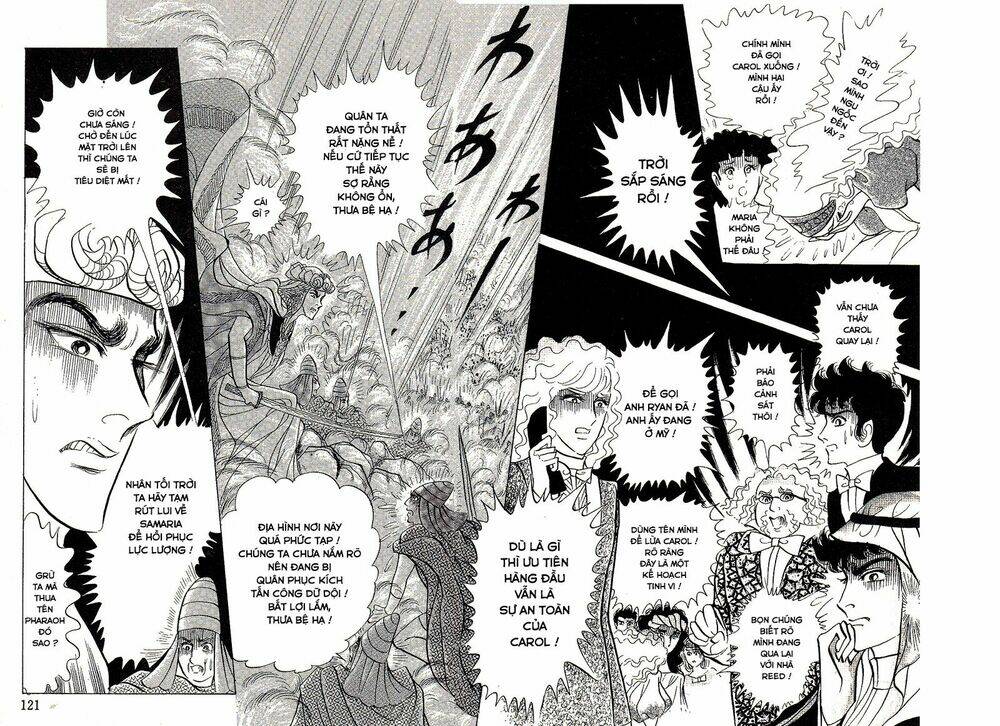 TRỜI
ƠI ! SAO
MÌNH
NGU
NGỐC
ĐẾN
VẬY ?
CHÍNH MÌNH
ĐÃ GỌI
CAROL XUỐNG !
MÌNH HẠI
CẬU ẤY
RỒI !
MARIA
KHÔNG
PHẢI
THẾ ĐÂU !
TRỜI
SẮP SÁNG
RỒI !
VẪN CHƯA
THẤY
CAROL
QUAY LẠI !
PHẢI
BÁO
CẢNH
SÁT
THÔI !
ĐỂ GỌI
ANH RYAN ĐÃ !
ANH ẤY ĐANG
Ở MỸ !
DÙNG TÊN MÌNH
ĐỂ LỪA CAROL !
RÕ RÀNG
ĐÂY LÀ MỘT
KẾ HOẠCH
TINH VI !
BỌN CHÚNG
BIẾT RÕ
MÌNH ĐANG
QUA LẠI
VỚI NHÀ
REED !
DÙ LÀ GÌ
THÌ ƯU TIÊN
HÀNG ĐẦU
VẪN LÀ
SỰ AN TOÀN
CỦA
CAROL !
わああ…
わー
QUÂN TA
ĐANG TỔN THẤT
RẤT NẶNG NỀ !
NẾU CỨ TIẾP TỤC
THẾ NÀY
SỢ RẰNG
KHÔNG ỔN,
THƯA BỆ HẠ !
CÁI
GÌ ?
ĐỊA HÌNH NƠI NÀY
QUÁ PHỨC TẠP !
CHÚNG TA CHƯA NẮM RÕ
NÊN ĐANG BỊ
QUÂN PHỤC KÍCH
TẤN CÔNG DỮ DỘI !
BẤT LỢI LẮM,
THƯA BỆ HẠ !
GIỜ CÒN
CHƯA SÁNG !
CHỜ ĐẾN LÚC
MẶT TRỜI LÊN
THÌ CHÚNG TA
SẼ BỊ
TIÊU DIỆT MẤT !
NHÂN TỐI TRỜI
TA HÃY TẠM
RÚT LUI VỀ
SAMARIA
ĐỂ HỒI PHỤC
LỰC LƯỢNG !
GRỪ
TA MÀ
THUA TÊN
PHARAOH
ĐÓ
SAO ?
121